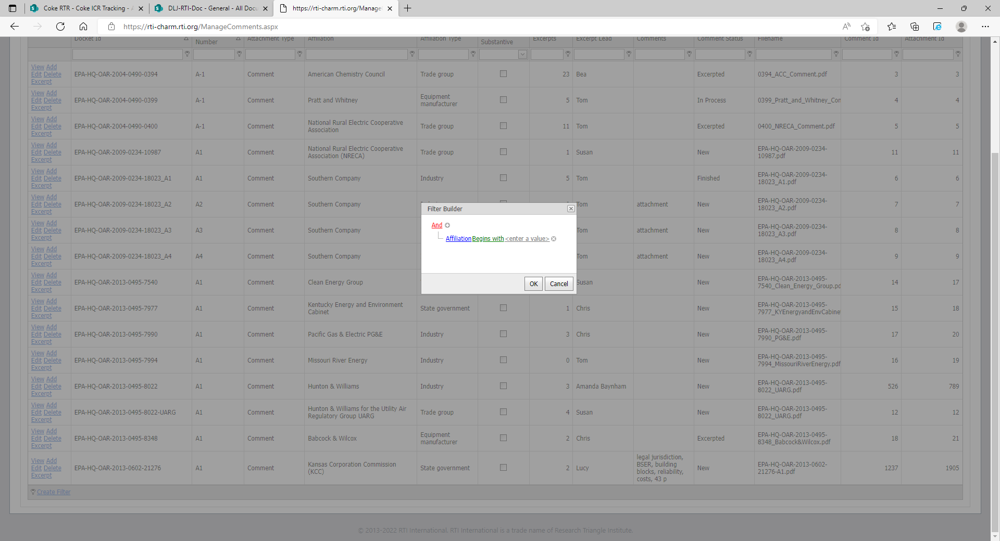 Coke RTR - Coke ICR Tracking -
DLJ-RTI-Doc - General - All Docu
https://rti-charm.rti.org/Manage
https://rti-charm.rti.org/ManageComments.aspx
Docket Id Number Attachment Type Affiliation Affiliation Type Substantive Excerpts Excerpt Lead Comments Comment Status Filename Comment Id Attachment Id
View Add
Edit Delete
Excerpt
EPA-HQ-OAR-2004-0490-0394 A-1 Comment American Chemistry Council Trade group 23 Bea Excerpted 0394_ACC_Comment.pdf 3 3
View Add
Edit Delete
Excerpt
EPA-HQ-OAR-2004-0490-0399 A-1 Comment Pratt and Whitney Equipment
manufacturer 5 Tom In Process 0399_Pratt_and_Whitney_Con 4 4
View Add
Edit Delete
Excerpt
EPA-HQ-OAR-2004-0490-0400 A-1 Comment National Rural Electric Cooperative
Association Trade group 11 Tom Excerpted 0400_NRECA_Comment.pdf 5 5
View Add
Edit Delete
Excerpt
EPA-HQ-OAR-2009-0234-10987 A1 Comment National Rural Electric Cooperative
Association (NRECA) Trade group 1 Susan New EPA-HQ-OAR-2009-0234-
10987.pdf 11 11
View Add
Edit Delete
Excerpt
EPA-HQ-OAR-2009-0234-18023_A1 A1 Comment Southern Company Industry 5 Tom Finished EPA-HQ-OAR-2009-0234-
18023_A1.pdf 6 6
View Add
Edit Delete
Excerpt
EPA-HQ-OAR-2009-0234-18023_A2 A2 Comment Southern Company Tom attachment New EPA-HQ-OAR-2009-0234-
18023_A2.pdf 7 7
View Add
Edit Delete
Excerpt
EPA-HQ-OAR-2009-0234-18023_A3 A3 Comment Southern Company Tom attachment New EPA-HQ-OAR-2009-0234-
18023_A3.pdf 8 8
View Add
Edit Delete
Excerpt
EPA-HQ-OAR-2009-0234-18023_A4 A4 Comment Southern Company Tom attachment New EPA-HQ-OAR-2009-0234-
18023_A4.pdf 9 9
View Add
Edit Delete
Excerpt
EPA-HQ-OAR-2013-0495-7540 A1 Comment Clean Energy Group Susan New EPA-HQ-OAR-2013-0495-
7540_Clean_Energy_Group.pd 14 17
View Add
Edit Delete
Excerpt
EPA-HQ-OAR-2013-0495-7977 A1 Comment Kentucky Energy and Environment
Cabinet State government 1 Chris New EPA-HQ-OAR-2013-0495-
7977_KYEnergyandEnvCabine 15 18
View Add
Edit Delete
Excerpt
EPA-HQ-OAR-2013-0495-7990 A1 Comment Pacific Gas & Electric PG&E Industry 3 Chris New EPA-HQ-OAR-2013-0495-
7990_PG&E.pdf 17 20
View Add
Edit Delete
Excerpt
EPA-HQ-OAR-2013-0495-7994 A1 Comment Missouri River Energy Industry 0 Tom New EPA-HQ-OAR-2013-0495-
7994_MissouriRiverEnergy.pdf 16 19
View Add
Edit Delete
Excerpt
EPA-HQ-OAR-2013-0495-8022 A1 Comment Hunton & Williams Industry 3 Amanda Baynham New EPA-HQ-OAR-2013-0495-
8022_UARG.pdf 526 789
View Add
Edit Delete
Excerpt
EPA-HQ-OAR-2013-0495-8022-UARG A1 Comment Hunton & Williams for the Utility Air
Regulatory Group UARG Trade group 4 Susan New EPA-HQ-OAR-2013-0495-
8022_UARG.pdf 12 12
View Add
Edit Delete
Excerpt
EPA-HQ-OAR-2013-0495-8348 A1 Comment Babcock & Wilcox Equipment
manufacturer 2 Chris Excerpted EPA-HQ-OAR-2013-0495-
8348_Babcock&Wilcox.pdf 18 21
View Add
Edit Delete
Excerpt
EPA-HQ-OAR-2013-0602-21276 A1 Comment Kansas Corporation Commission
(KCC) State government 2 Lucy legal jurisdiction,
BSER, building
blocks, reliability,
costs, 43 p New EPA-HQ-OAR-2013-0602-
21276-A1.pdf 1237 1905
Create Filter
Filter Builder
And
Affiliation Begins with <enter a value>
OK Cancel
© 2013-2022 RTI International. RTI International is a trade name of Research Triangle Institute.